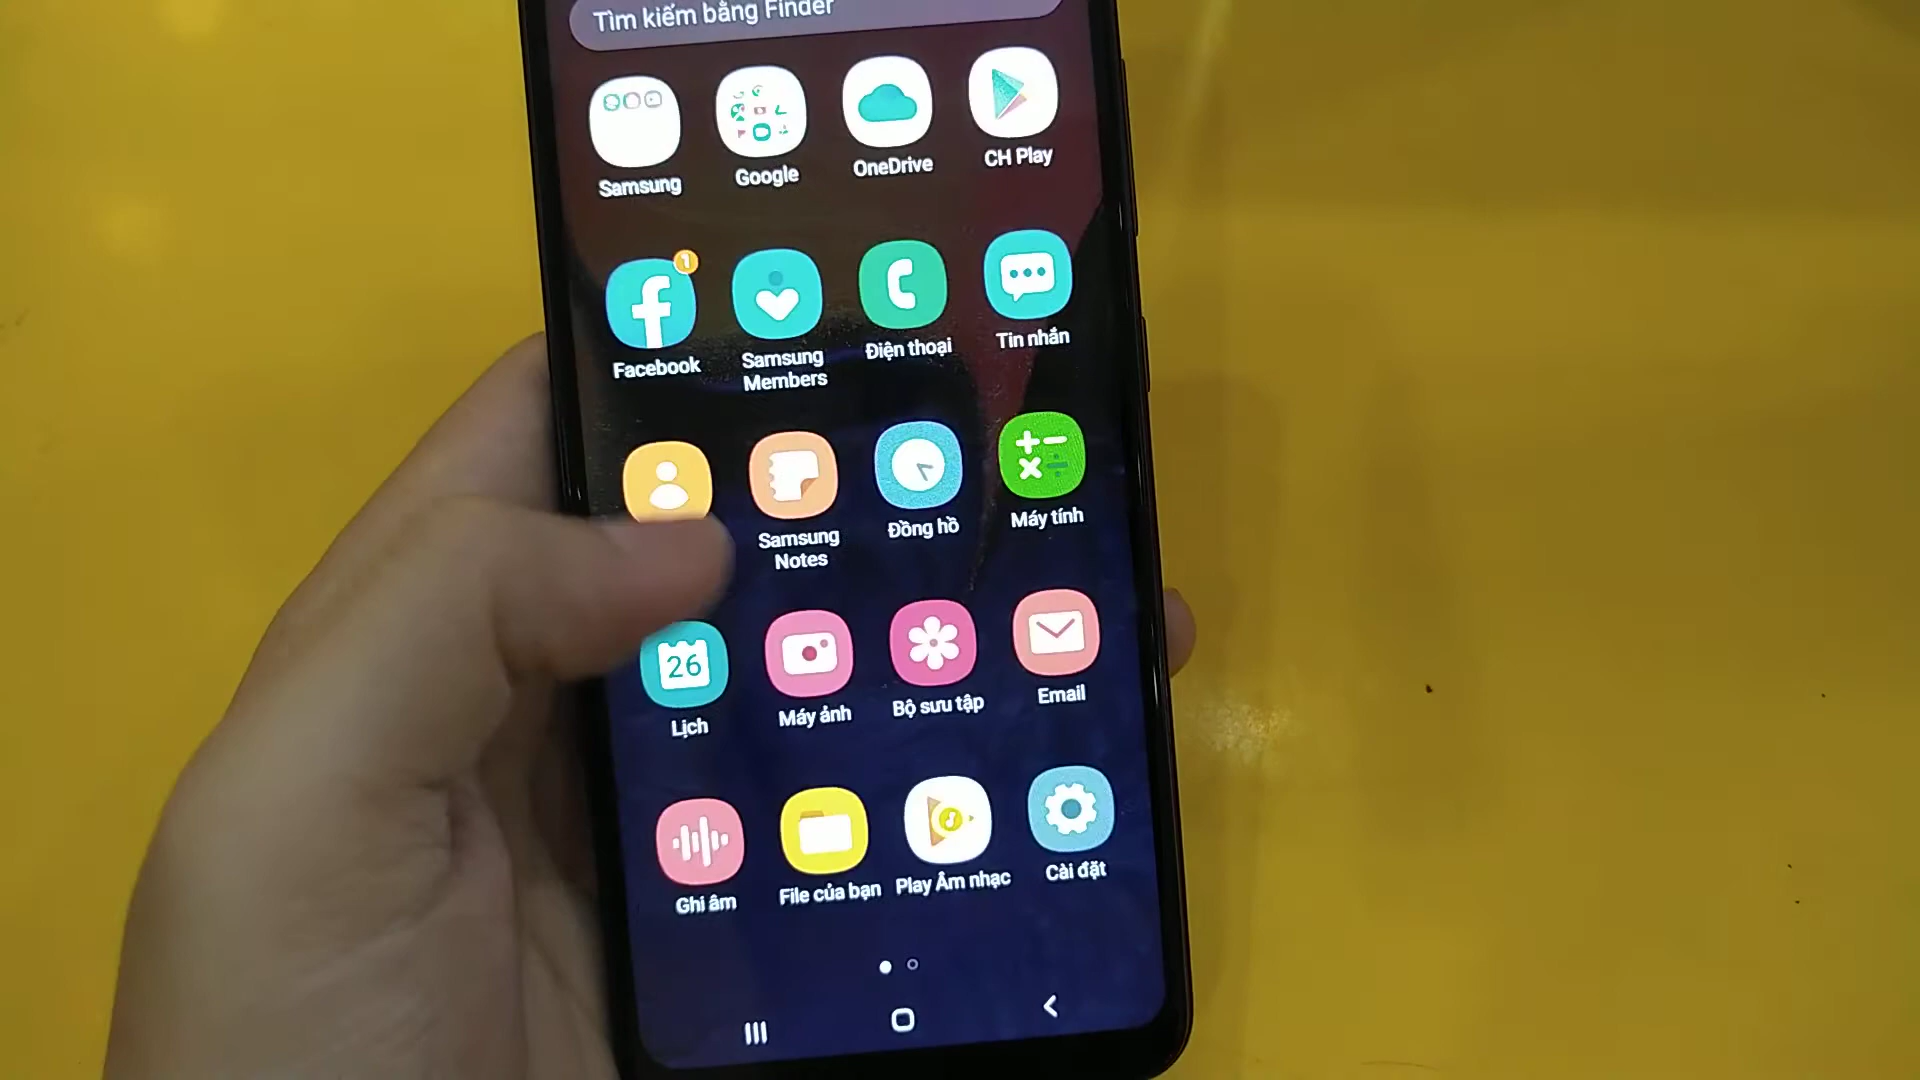 Tìm kiếm bằng Finder
Samsung
Google
OneDrive
CH Play
1
Facebook
Samsung
Members
Điện thoại
Tin nhắn
Samsung
Notes
Đồng hồ
Máy tính
26
Lịch
Máy ảnh
Bộ sưu tập
Email
Ghi âm
File của bạn
Play Âm nhạc
Cài đặt